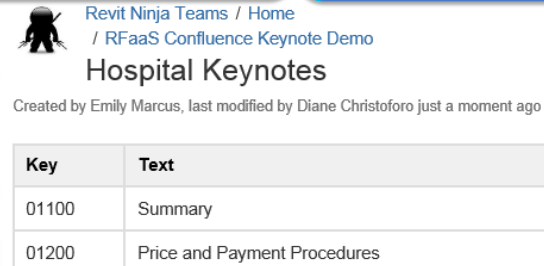 Revit Ninja Teams / Home
/ RFaaS Confluence Keynote Demo
Hospital Keynotes
Created by Emily Marcus, last modified by Diane Christoforo just a moment ago
Key Text
01100 Summary
01200 Price and Payment Procedures